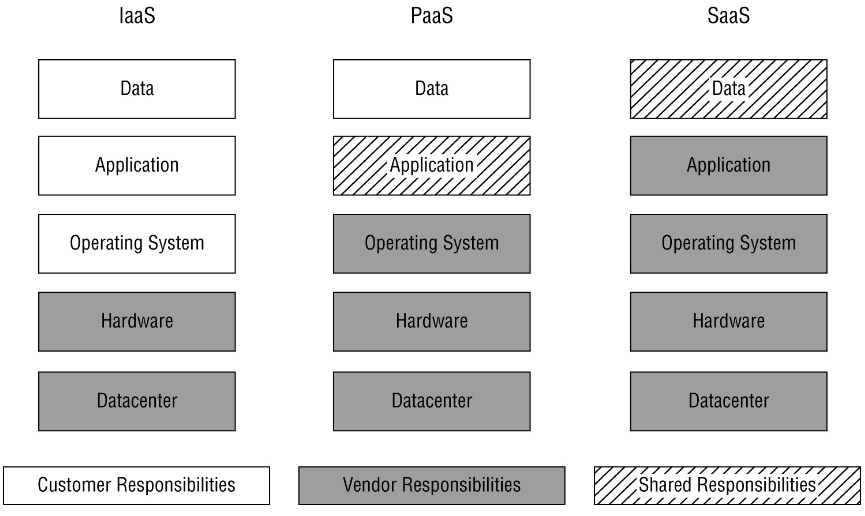 IaaS PaaS SaaS
Data Data Data
Application Application Application
Operating System Operating System Operating System
Hardware Hardware Hardware
Datacenter Datacenter Datacenter
Customer Responsibilities Vendor Responsibilities Shared Responsibilities